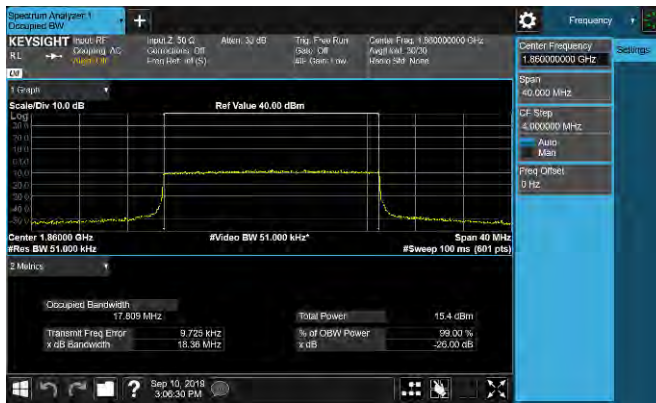 Spectrum Analyzer 1
Occupied BW
Frequency
KEYSIGHT Input: RF
Coupling: AC
Input Z: 50 Ω
Corrections: Off
Freq Ref: Int (S)
Atten: 30 dB
Trig: Free Run
Gate: Off
#IF Gain: Low
Center Freq: 1.860000000 GHz
Avg|Hold: 30/30
Radio Std: None
RL
Center Frequency
1.860000000 GHz
Settings
Span
40.000 MHz
CF Step
4.000000 MHz
Auto
Man
Freq Offset
0 Hz
1 Graph
Scale/Div 10.0 dB
Ref Value 40.00 dBm
Log
Center 1.86000 GHz
#Video BW 51.000 kHz*
Span 40 MHz
#Res BW 51.000 kHz
#Sweep 100 ms (601 pts)
2 Metrics
Occupied Bandwidth
17.809 MHz
Total Power
15.4 dBm
Transmit Freq Error
9.725 kHz
% of OBW Power
99.00 %
x dB Bandwidth
18.36 MHz
x dB
-26.00 dB
Sep 10, 2019
3:06:30 PM